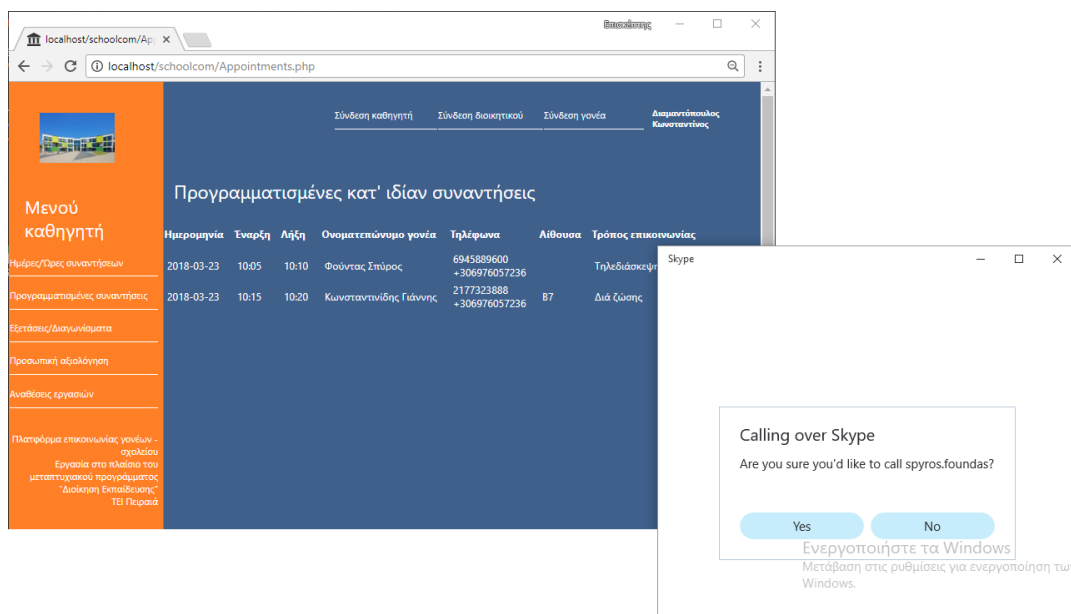 Επισκέπτης
localhost/schoolcom/App
localhost/schoolcom/Appointments.php
Σύνδεση καθηγητή Σύνδεση διοικητικού Σύνδεση γονέα Διαμαντόπουλος
Κωνσταντίνος
Μενού
καθηγητή
Ημέρες/Ώρες συναντήσεων
Προγραμματισμένες συναντήσεις
Εξετάσεις/Διαγωνίσματα
Προσωπική αξιολόγηση
Αναθέσεις εργασιών
Πλατφόρμα επικοινωνίας γονέων -
σχολείου
Εργασία στο πλαίσιο του
μεταπτυχιακού προγράμματος
"Διοίκηση Εκπαίδευσης"
ΤΕΙ Πειραιά
Προγραμματισμένες κατ' ιδίαν συναντήσεις
Ημερομηνία Έναρξη Λήξη Ονοματεπώνυμο γονέα Τηλέφωνα Αίθουσα Τρόπος επικοινωνίας
2018-03-23 10:05 10:10 Φούντας Σπύρος 6945889600 Τηλεδιάσκεψη
+306976057236
2018-03-23 10:15 10:20 Κωνσταντινίδης Γιάννης 2177323888 B7 Διά ζώσης
+306976057236
Skype
Calling over Skype
Are you sure you'd like to call spyros.foundas?
Yes No
Ενεργοποιήστε τα Windows
Μετάβαση στις ρυθμίσεις για ενεργοποίηση των
Windows.